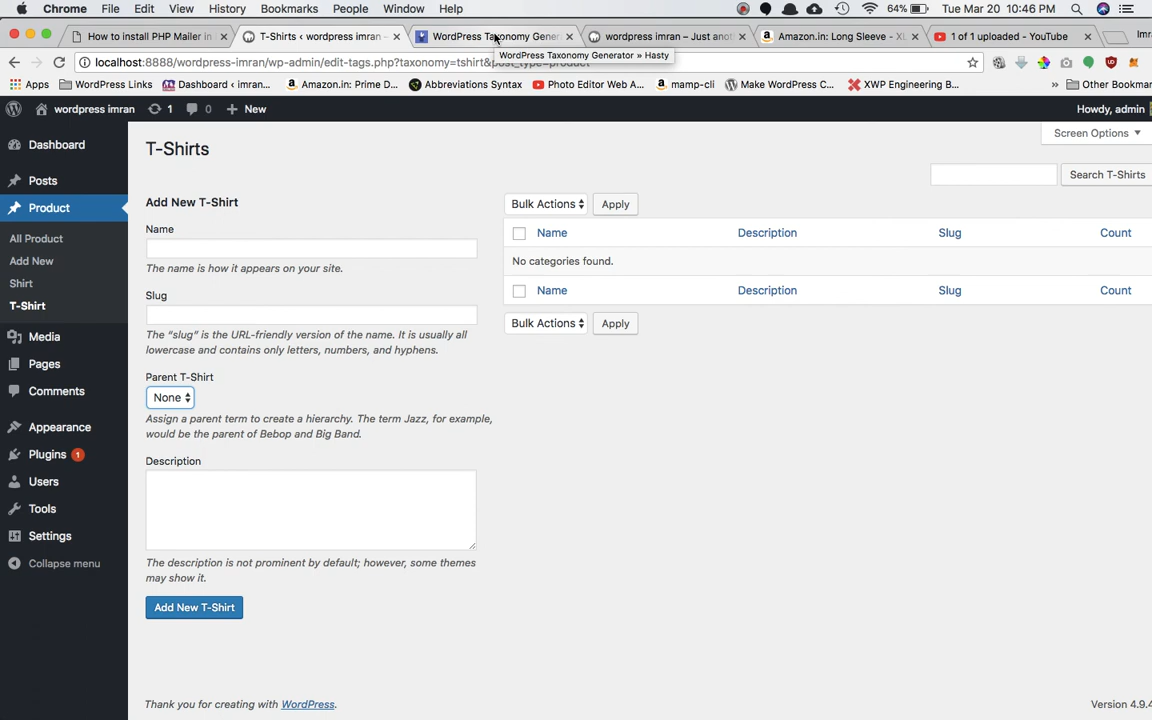 Chrome File Edit View History Bookmarks People Window Help 64% Tue Mar 20 10:46 PM
How to install PHP Mailer in × T-Shirts ‹ wordpress imran – × WordPress Taxonomy Gener × wordpress imran – Just anot × Amazon.in: Long Sleeve - XL × 1 of 1 uploaded - YouTube × Imr
localhost:8888/wordpress-imran/wp-admin/edit-tags.php?taxonomy=tshirt&post_type=product
WordPress Taxonomy Generator » Hasty
Apps WordPress Links Dashboard ‹ imran... Amazon.in: Prime D... Abbreviations Syntax Photo Editor Web A... mamp-cli Make WordPress C... XWP Engineering B... » Other Bookmar
wordpress imran 1 0 + New Howdy, admin
Screen Options
Dashboard
Posts
Product
All Product
Add New
Shirt
T-Shirt
Media
Pages
Comments
Appearance
Plugins 1
Users
Tools
Settings
Collapse menu
T-Shirts
Search T-Shirts
Add New T-Shirt
Name
The name is how it appears on your site.
Slug
The “slug” is the URL-friendly version of the name. It is usually all
lowercase and contains only letters, numbers, and hyphens.
Parent T-Shirt
None
Assign a parent term to create a hierarchy. The term Jazz, for example,
would be the parent of Bebop and Big Band.
Description
The description is not prominent by default; however, some themes
may show it.
Add New T-Shirt
Bulk Actions Apply
Name Description Slug Count
No categories found.
Name Description Slug Count
Bulk Actions Apply
Thank you for creating with WordPress. Version 4.9.4